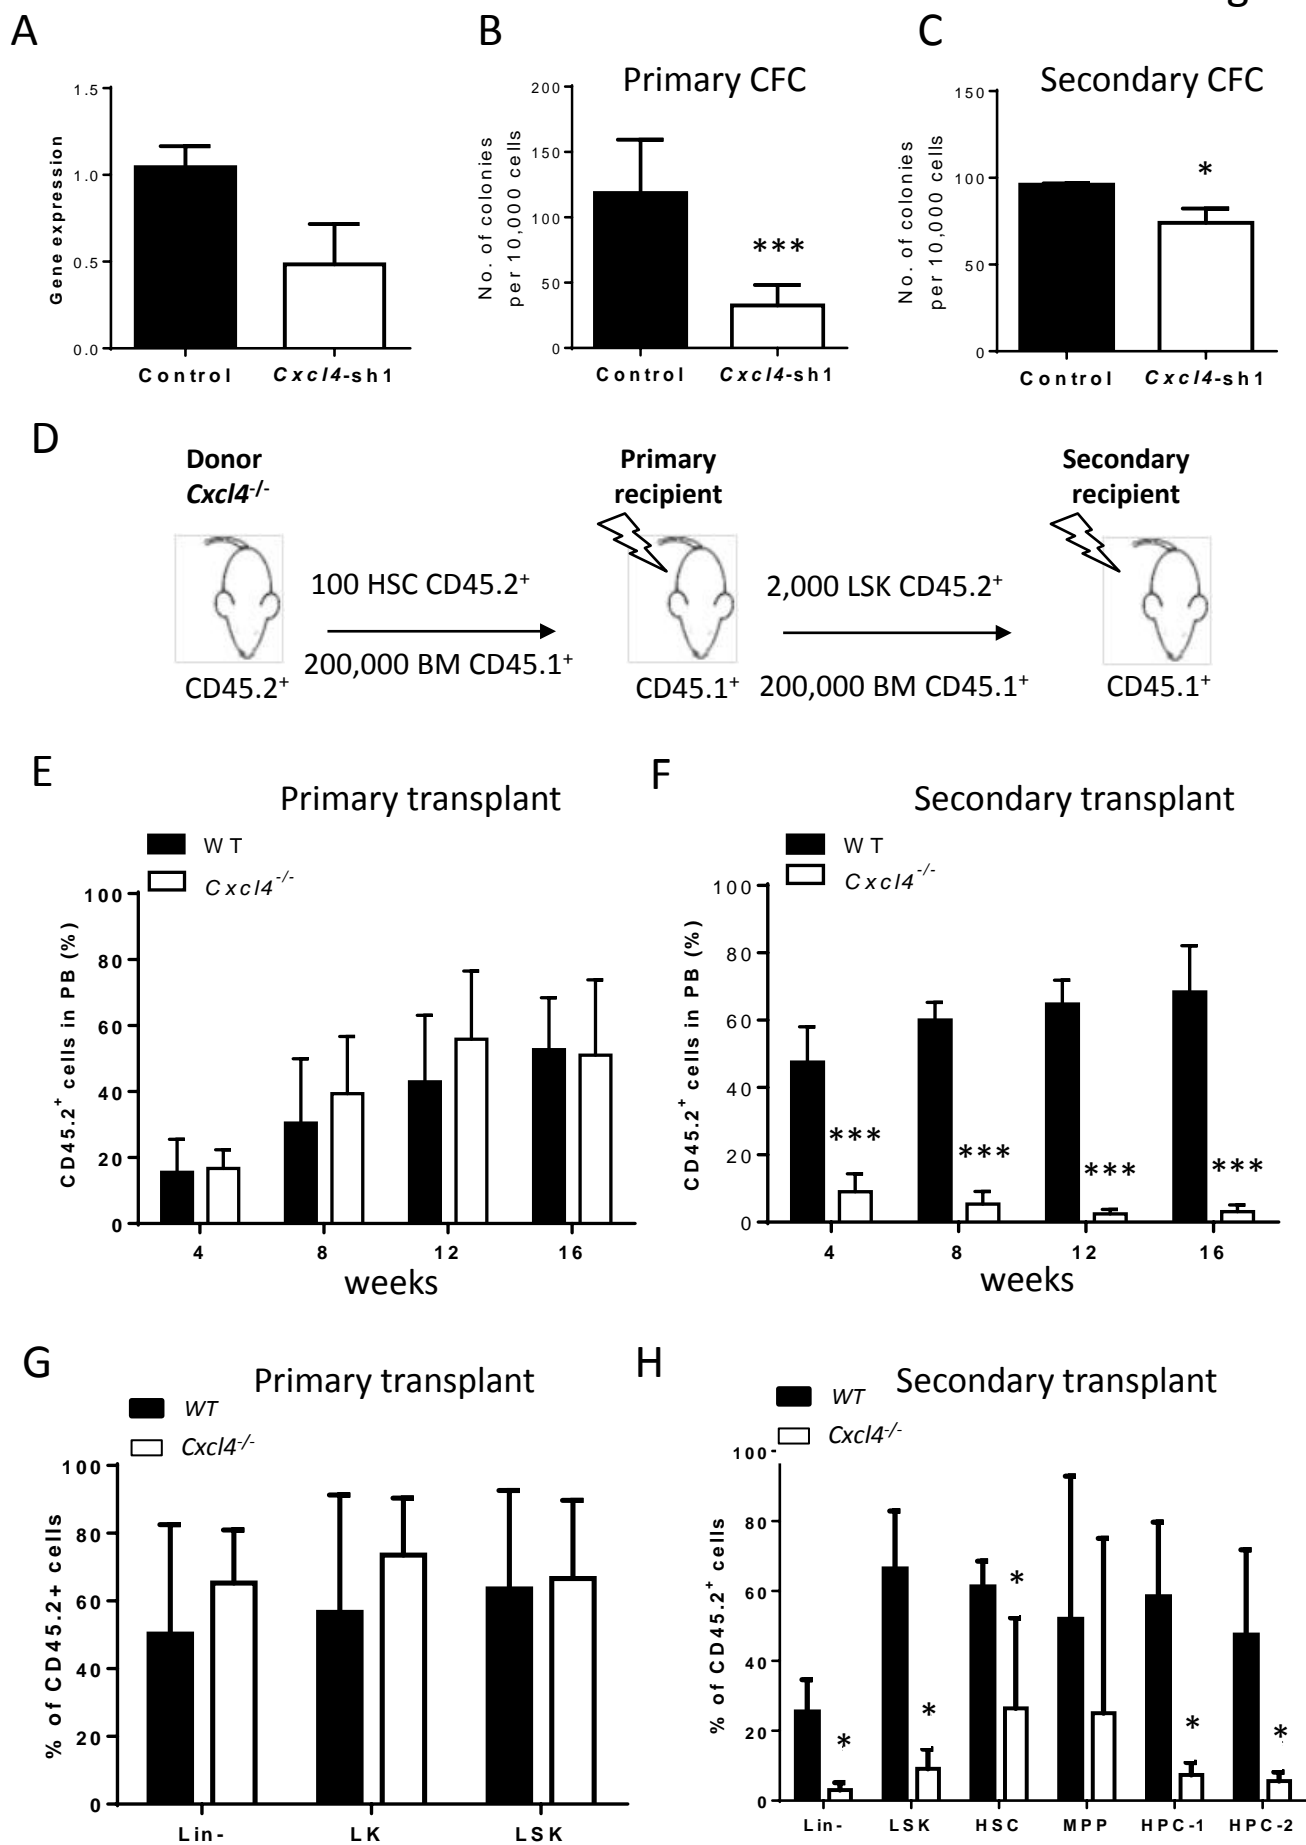 g
A
1.5
1.0
0.5
0.0
Gene expression
Control
Cxcl4-sh1
B
Primary CFC
200
150
100
50
0
No. of colonies
per 10,000 cells
***
Control
Cxcl4-sh1
C
Secondary CFC
150
100
50
0
No. of colonies
per 10,000 cells
*
Control
Cxcl4-sh1
D
Donor
Cxcl4-/-
CD45.2+
100 HSC CD45.2+
200,000 BM CD45.1+
Primary
recipient
CD45.1+
2,000 LSK CD45.2+
200,000 BM CD45.1+
Secondary
recipient
CD45.1+
E
Primary transplant
WT
Cxcl4-/-
100
80
60
40
20
0
CD45.2+ cells in PB (%)
4
8
12
16
weeks
F
Secondary transplant
WT
Cxcl4-/-
100
80
60
40
20
0
CD45.2+ cells in PB (%)
***
***
***
***
4
8
12
16
weeks
G
Primary transplant
WT
Cxcl4-/-
100
80
60
40
20
0
% of CD45.2+ cells
Lin-
LK
LSK
H
Secondary transplant
WT
Cxcl4-/-
100
80
60
40
20
0
% of CD45.2+ cells
*
*
*
*
*
Lin-
LSK
HSC
MPP
HPC-1
HPC-2